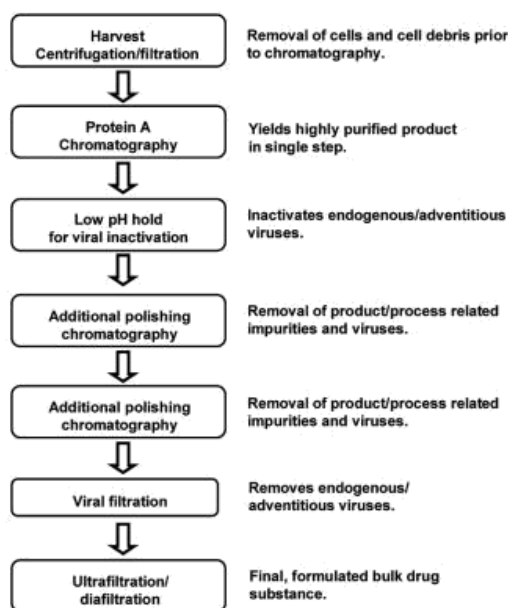 Harvest
Centrifugation/filtration
Removal of cells and cell debris prior
to chromatography.
Protein A
Chromatography
Yields highly purified product
in single step.
Low pH hold
for viral inactivation
Inactivates endogenous/adventitious
viruses.
Additional polishing
chromatography
Removal of product/process related
impurities and viruses.
Additional polishing
chromatography
Removal of product/process related
impurities and viruses.
Viral filtration
Removes endogenous/
adventitious viruses.
Ultrafiltration/
diafiltration
Final, formulated bulk drug
substance.